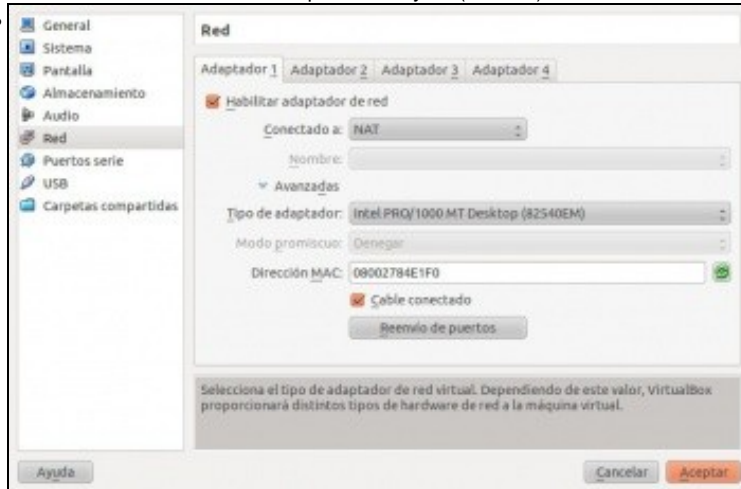 General
Sistema
Pantalla
Almacenamiento
Audio
Red
Puertos serie
USB
Carpetas compartidas
Red
Adaptador 1 Adaptador 2 Adaptador 3 Adaptador 4
Habilitar adaptador de red
Conectado a: NAT
Nombre:
Avanzadas
Tipo de adaptador: Intel PRO/1000 MT Desktop (82540EM)
Modo promiscuo: Denegar
Dirección MAC: 08002784E1F0
Cable conectado
Reenvío de puertos
Selecciona el tipo de adaptador de red virtual. Dependiendo de este valor, VirtualBox
proporcionará distintos tipos de hardware de red a la máquina virtual.
Ayuda Cancelar Aceptar